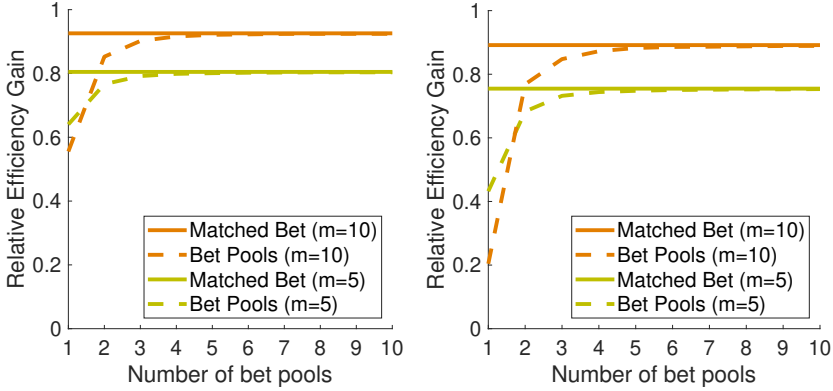 Relative Efficiency Gain
1
0.8
0.6
0.4
0.2
0
Matched Bet (m=10)
Bet Pools (m=10)
Matched Bet (m=5)
Bet Pools (m=5)
1 2 3 4 5 6 7 8 9 10
Number of bet pools
Relative Efficiency Gain
1
0.8
0.6
0.4
0.2
0
Matched Bet (m=10)
Bet Pools (m=10)
Matched Bet (m=5)
Bet Pools (m=5)
1 2 3 4 5 6 7 8 9 10
Number of bet pools